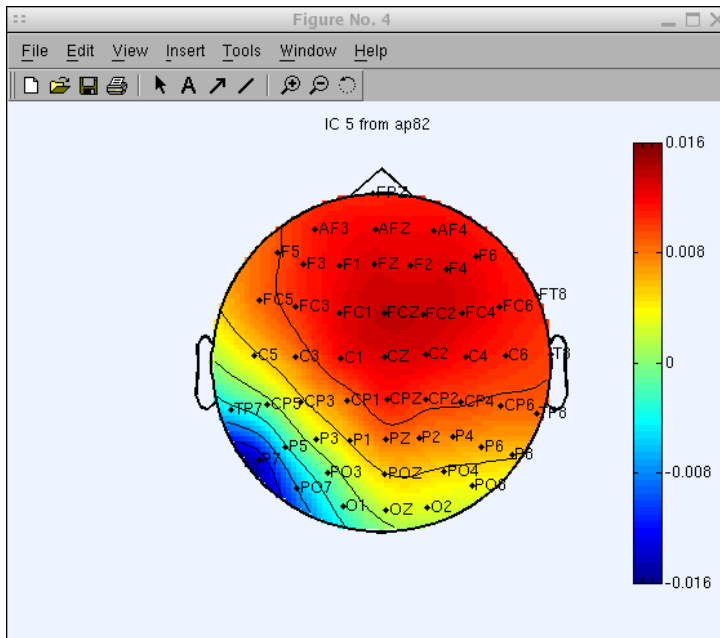 Figure No. 4
File Edit View Insert Tools Window Help
A
IC 5 from ap82
0.016
FPZ
AF3 AFZ AF4
F5 F3 F1 FZ F2 F4 F6
0.008
FC5 FC3 FC1 FCZ FC2 FC4 FC6 FT8
C5 C3 C1 CZ C2 C4 C6 T8
0
TP7 CP5 CP3 CP1 CPZ CP2 CP4 CP6 TP8
P7 P5 P3 P1 PZ P2 P4 P6 P8
-0.008
PO7 PO3 POZ PO4 PO8
O1 OZ O2
-0.016